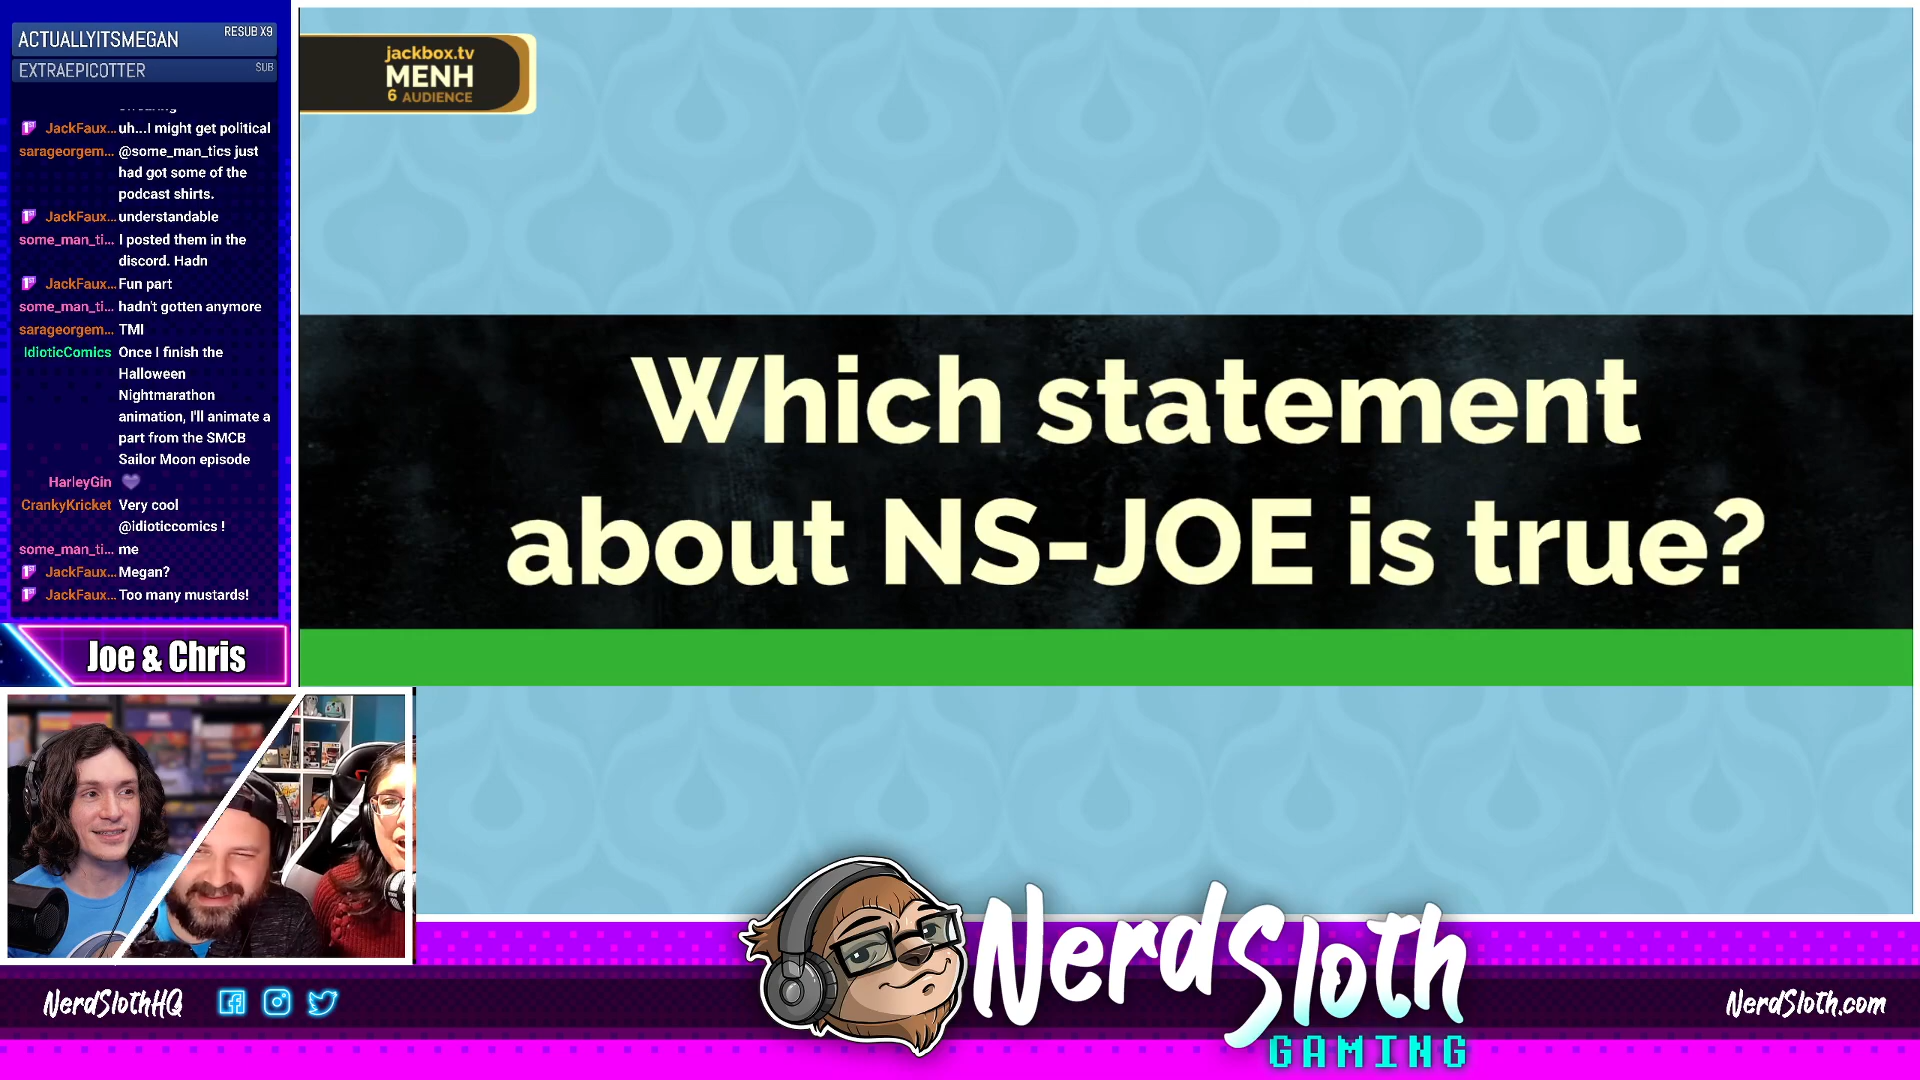 ACTUALLYITSMEGAN RESUB X9
EXTRAEPICOTTER SUB
JackFaux... uh...I might get political
sarageorgem... @some_man_tics just
had got some of the
podcast shirts.
JackFaux... understandable
some_man_ti... I posted them in the
discord. Hadn
JackFaux... Fun part
some_man_ti... hadn't gotten anymore
sarageorgem... TMI
IdioticComics Once I finish the
Halloween
Nightmarathon
animation, I'll animate a
part from the SMCB
Sailor Moon episode
HarleyGin
CrankyKricket Very cool
@idioticcomics !
some_man_ti... me
JackFaux... Megan?
JackFaux... Too many mustards!
Joe & Chris
jackbox.tv
MENH
6 AUDIENCE
Which statement
about NS-JOE is true?
NerdSlothHQ
NerdSloth
GAMING
NerdSloth.com